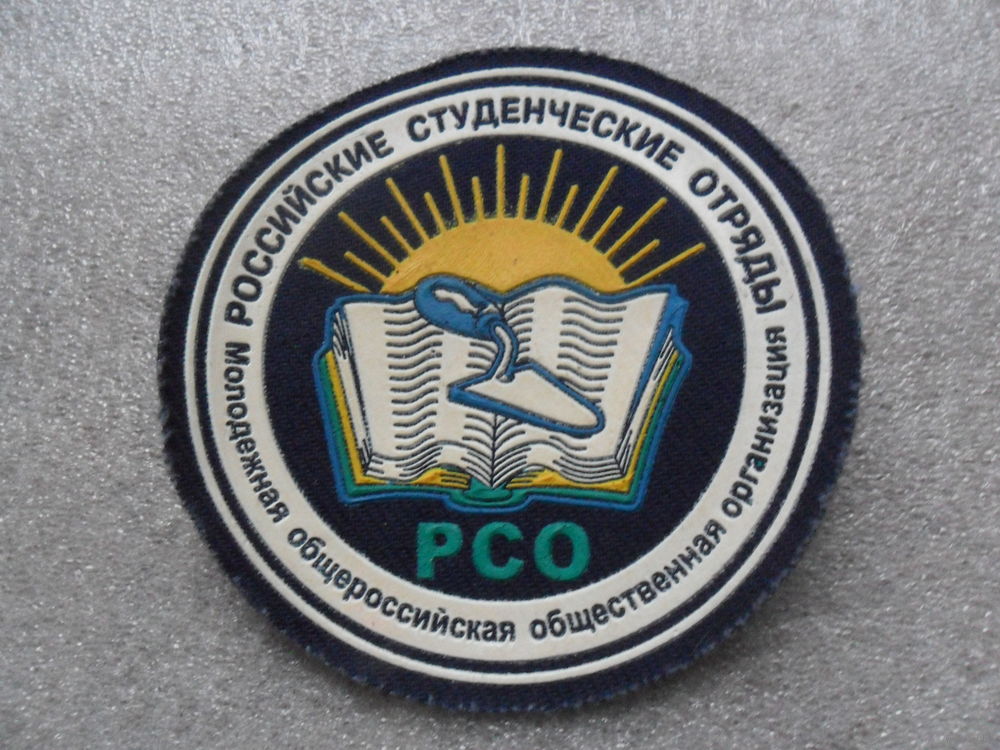 РОССИЙСКИЕ СТУДЕНЧЕСКИЕ ОТРЯДЫ
Молодежная общероссийская общественная организация
РСО